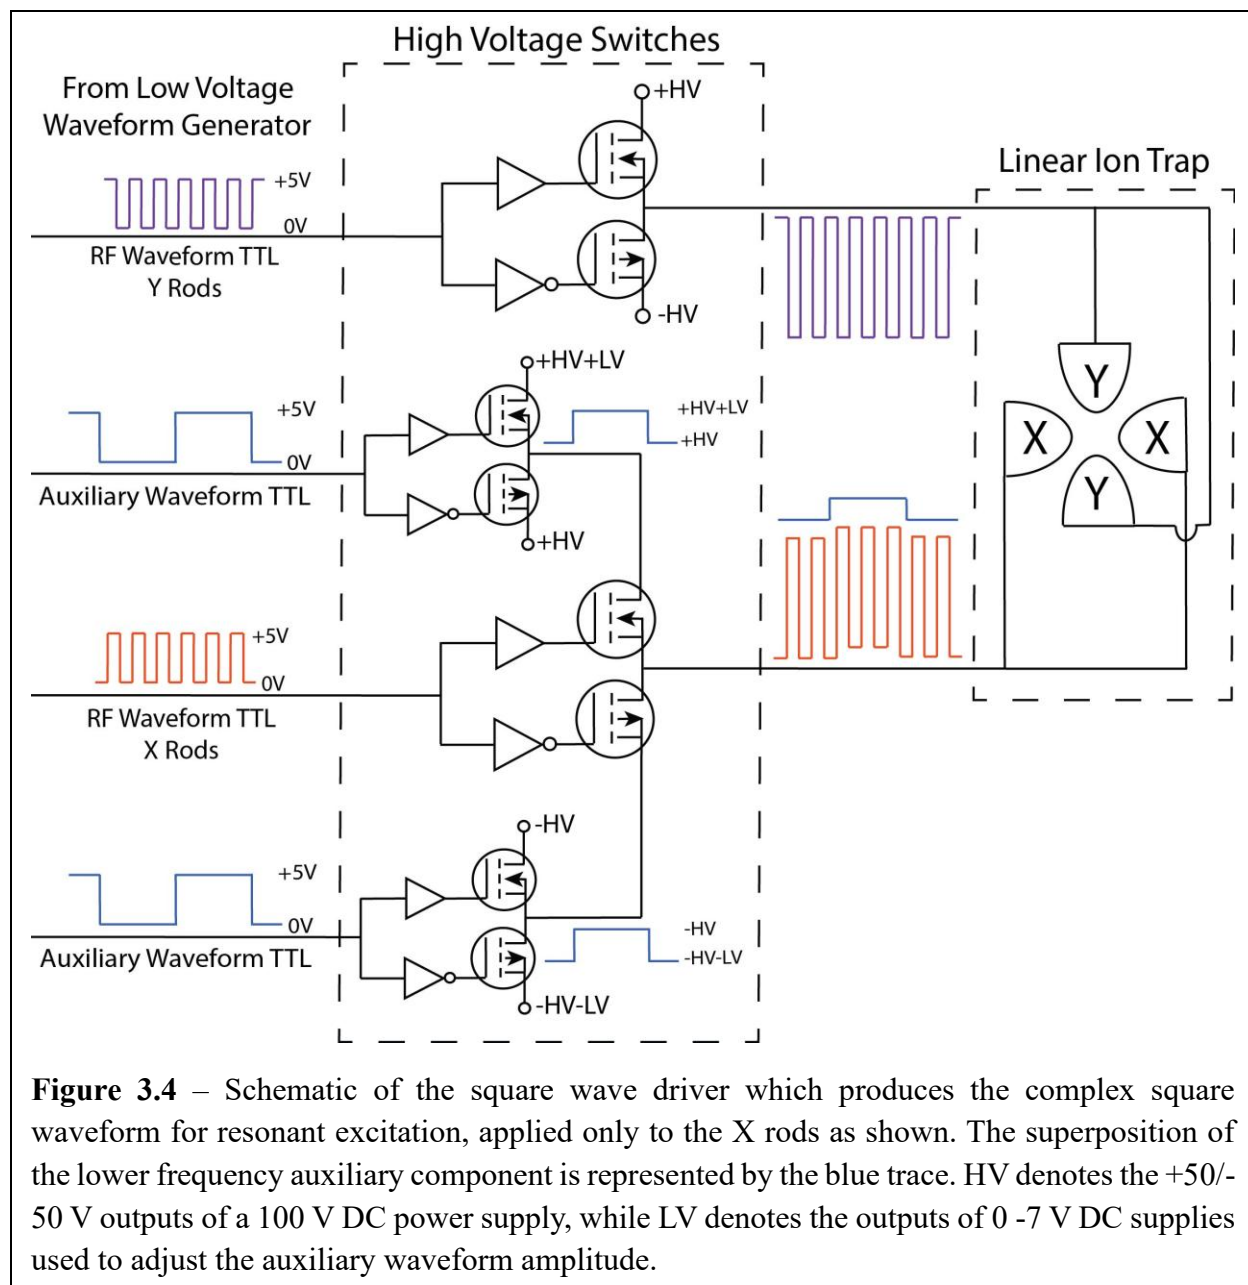 High Voltage Switches
From Low Voltage
Waveform Generator
+5V
0V
RF Waveform TTL
Y Rods
+HV
-HV
Linear Ion Trap
Y
X
X
Y
+5V
0V
Auxiliary Waveform TTL
+HV+LV
+HV
+HV+LV
+HV
+5V
0V
RF Waveform TTL
X Rods
+5V
0V
Auxiliary Waveform TTL
-HV
-HV-LV
-HV
-HV-LV
Figure 3.4 – Schematic of the square wave driver which produces the complex square
waveform for resonant excitation, applied only to the X rods as shown. The superposition of
the lower frequency auxiliary component is represented by the blue trace. HV denotes the +50/-
50 V outputs of a 100 V DC power supply, while LV denotes the outputs of 0 -7 V DC supplies
used to adjust the auxiliary waveform amplitude.